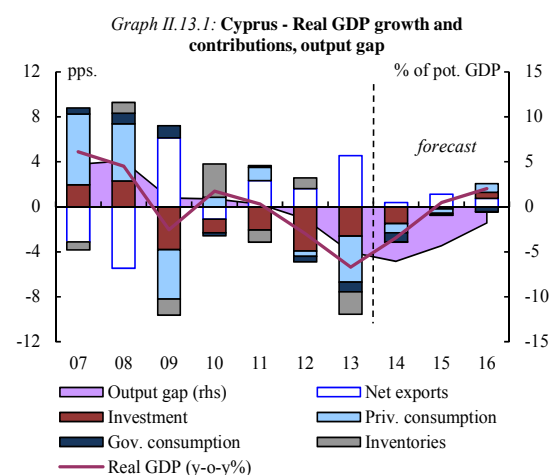 Graph II.13.1: Cyprus - Real GDP growth and
contributions, output gap
pps.
% of pot. GDP
12
8
4
0
-4
-8
-12
15
10
5
0
-5
-10
-15
forecast
07 08 09 10 11 12 13 14 15 16
Output gap (rhs)
Net exports
Investment
Priv. consumption
Gov. consumption
Inventories
Real GDP (y-o-y%)